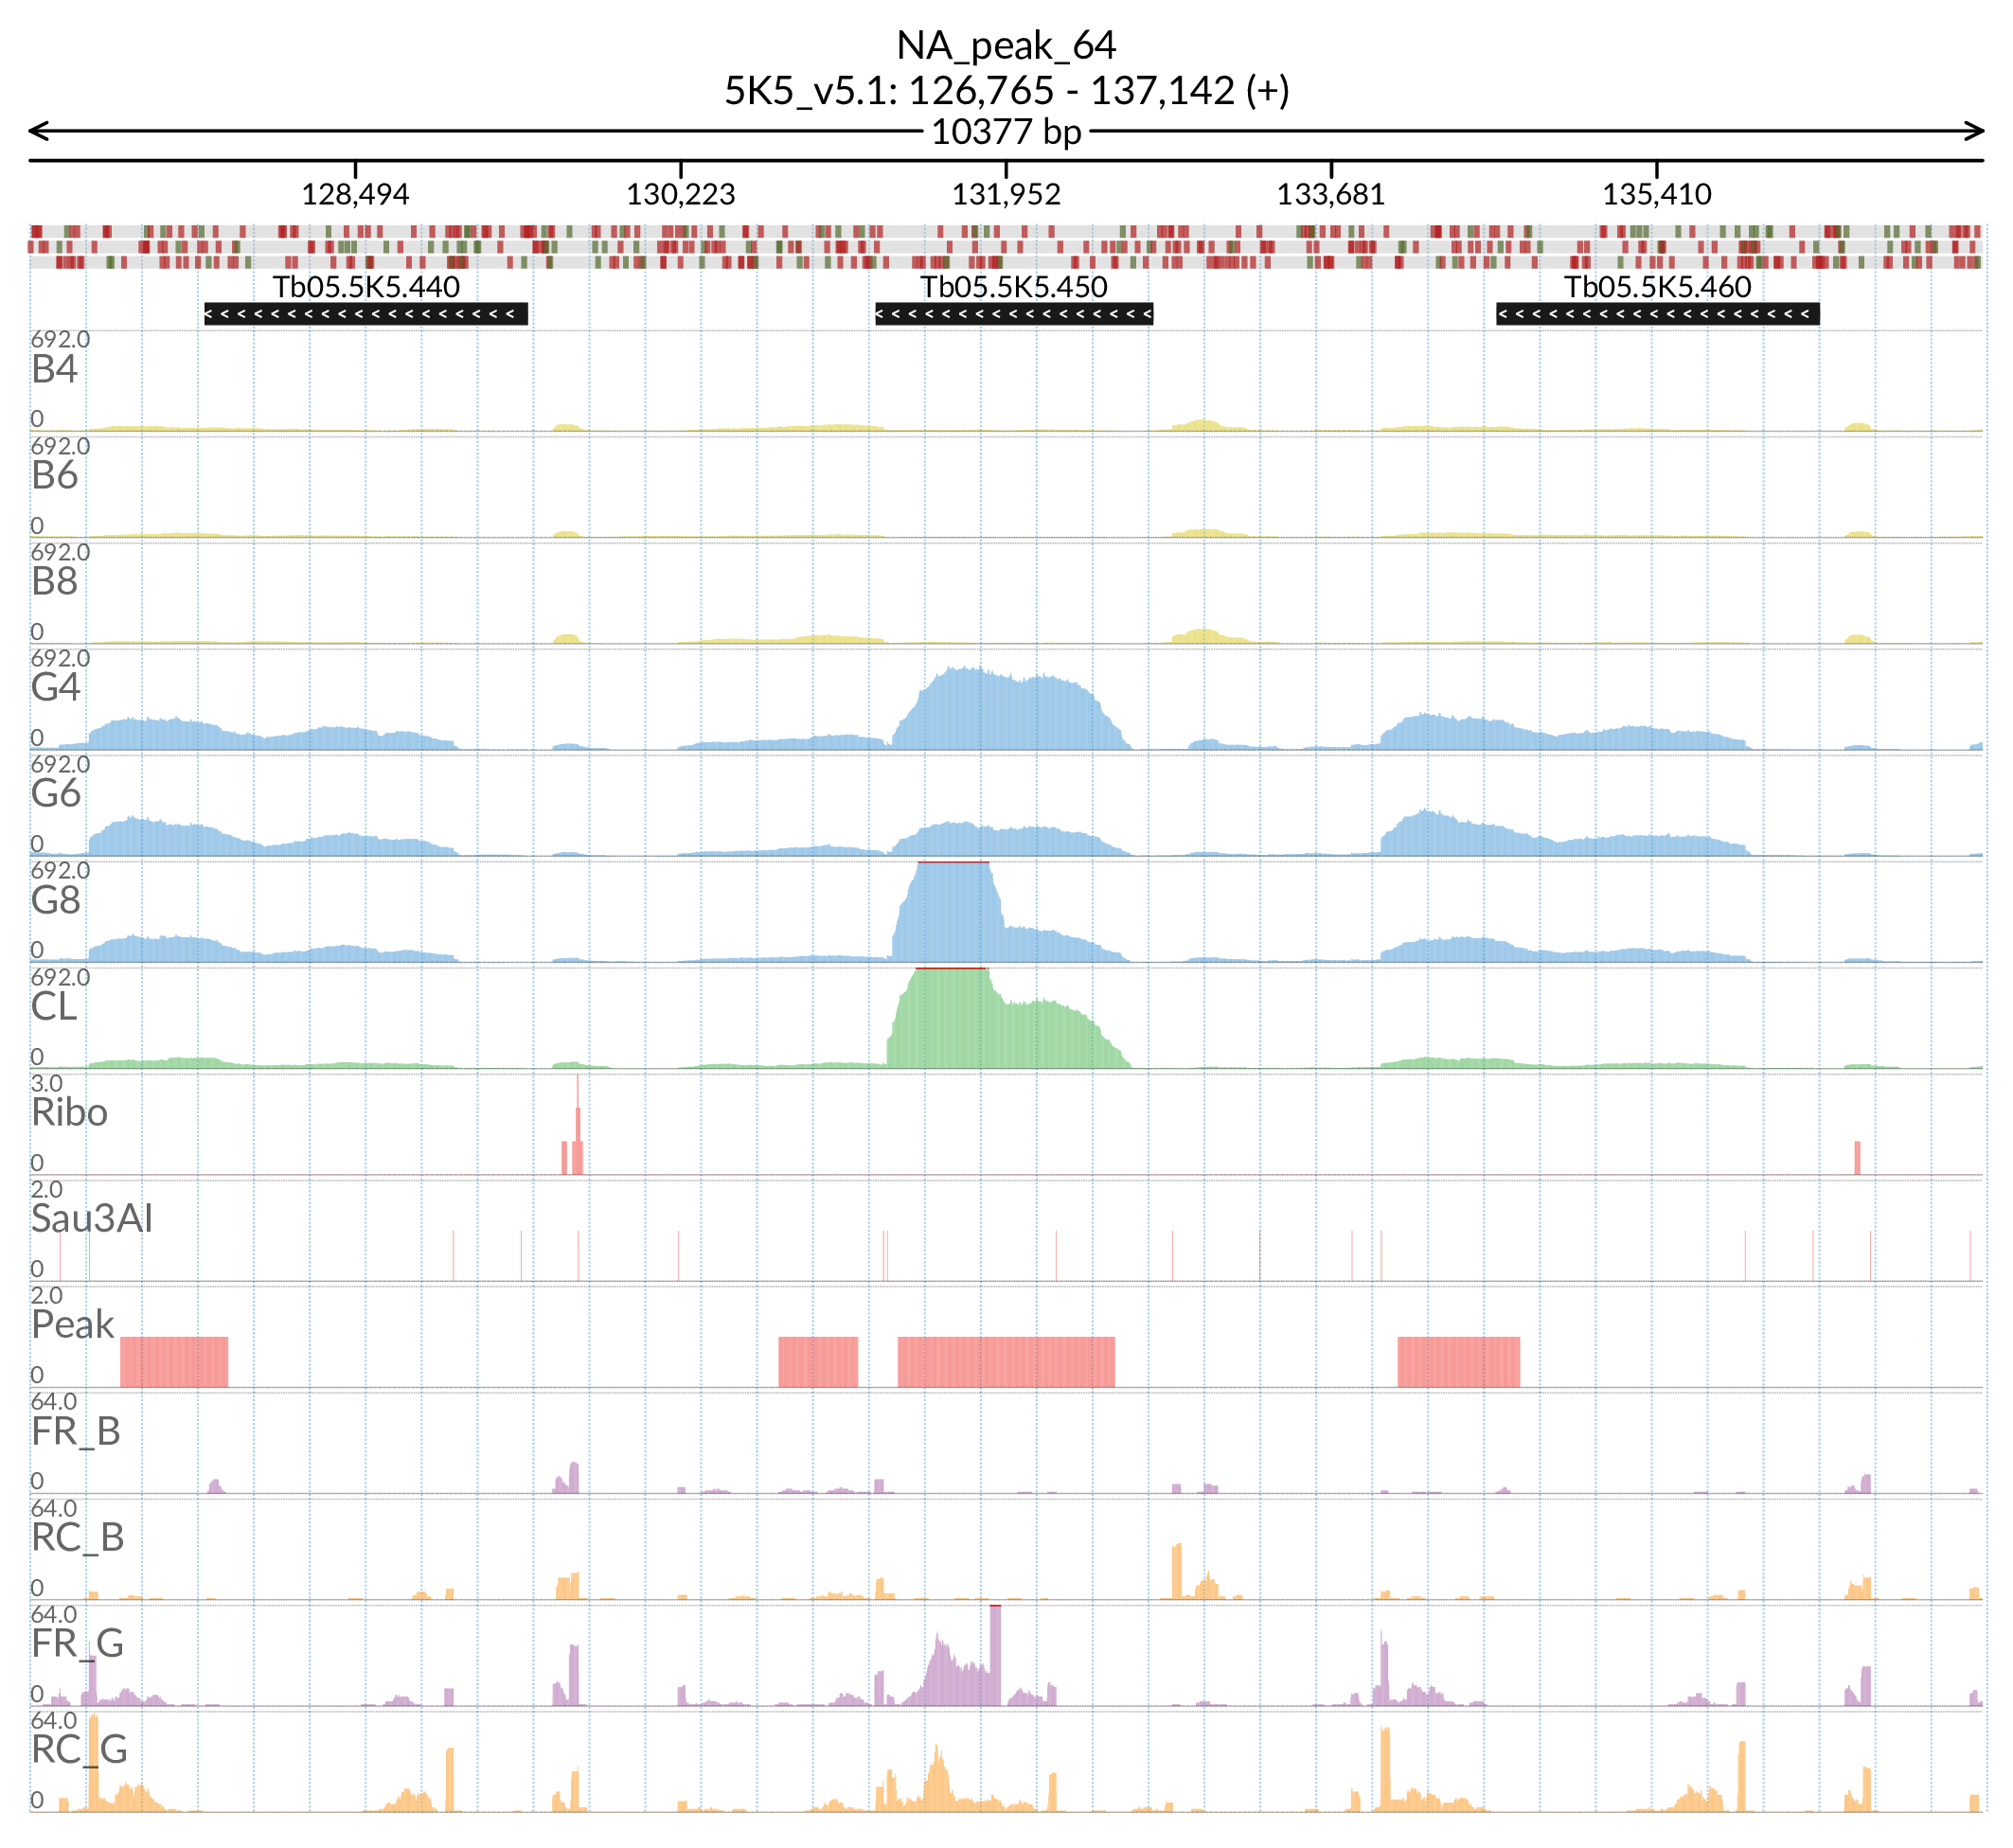 NA_peak_64
5K5_v5.1: 126,765 - 137,142 (+)
10377 bp
128,494 130,223 131,952 133,681 135,410
Tb05.5K5.440 Tb05.5K5.450 Tb05.5K5.460
692.0
B4
0
692.0
B6
0
692.0
B8
0
692.0
G4
0
692.0
G6
0
692.0
G8
0
692.0
CL
0
3.0
Ribo
0
2.0
Sau3AI
0
2.0
Peak
0
64.0
FR_B
0
64.0
RC_B
0
64.0
FR_G
0
64.0
RC_G
0